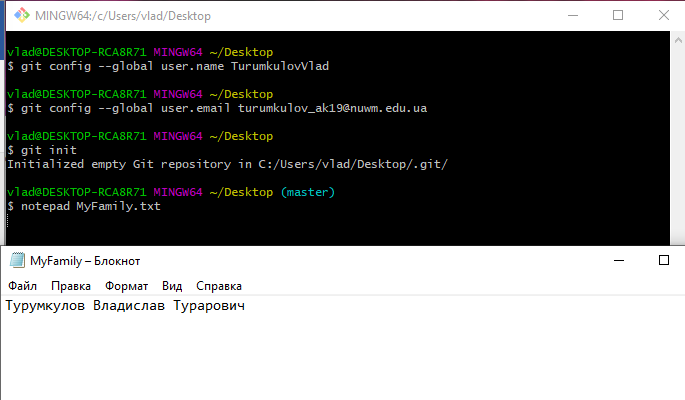 MINGW64:/c/Users/vlad/Desktop
vlad@DESKTOP-RCA8R71 MINGW64 ~/Desktop
$ git config --global user.name TurumkulovVlad
vlad@DESKTOP-RCA8R71 MINGW64 ~/Desktop
$ git config --global user.email turumkulov_ak19@nuwm.edu.ua
vlad@DESKTOP-RCA8R71 MINGW64 ~/Desktop
$ git init
Initialized empty Git repository in C:/Users/vlad/Desktop/.git/
vlad@DESKTOP-RCA8R71 MINGW64 ~/Desktop (master)
$ notepad MyFamily.txt
MyFamily – Блокнот
Файл Правка Формат Вид Справка
Турумкулов Владислав Турарович